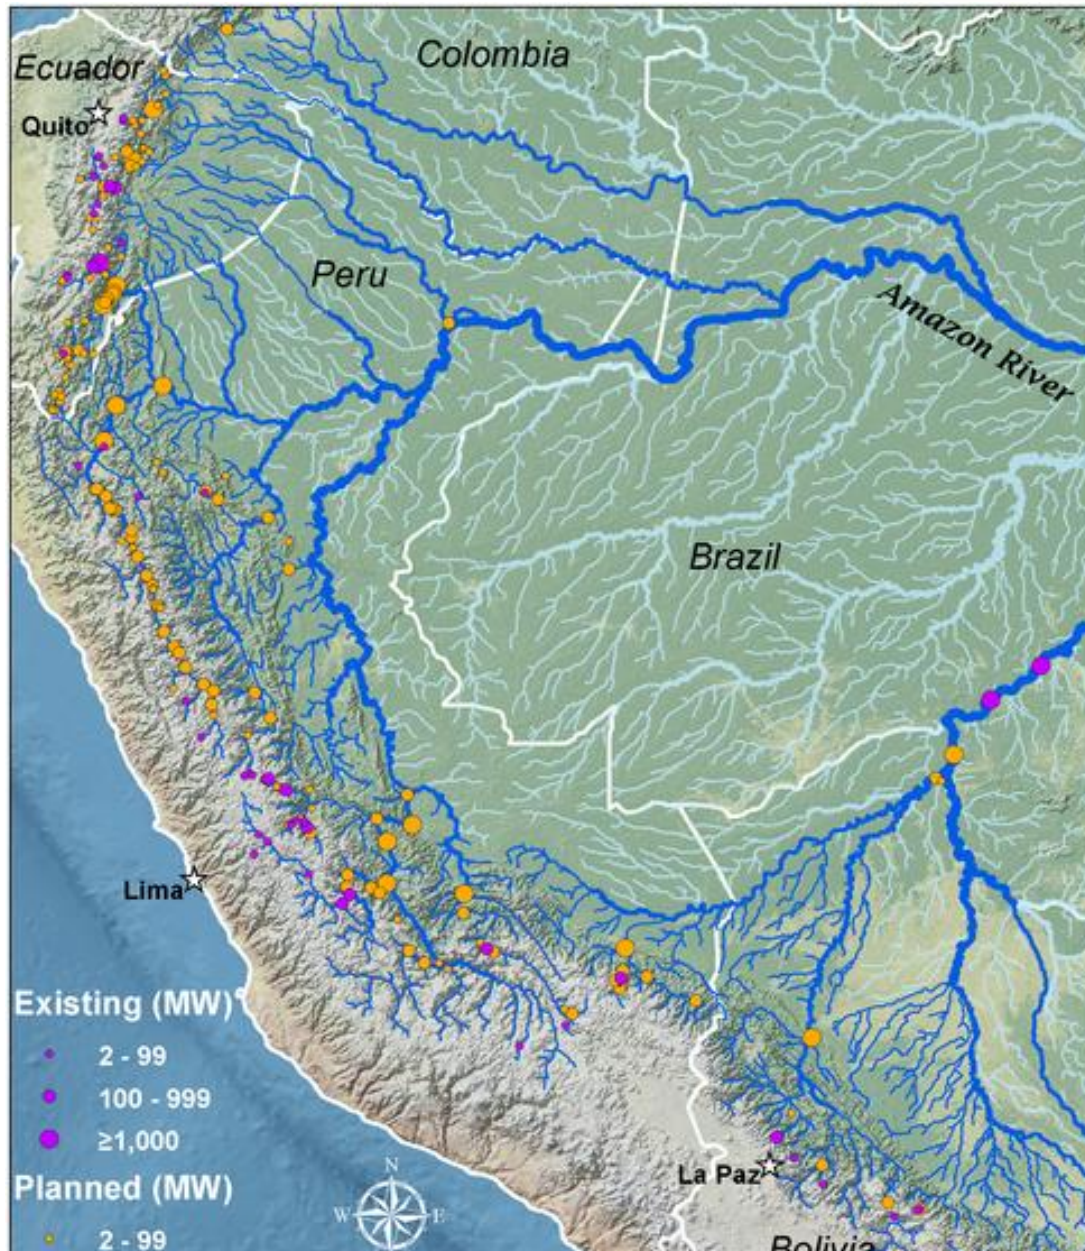 Colombia
Ecuador
Quito
Peru
Amazon River
Brazil
Lima
Existing (MW)
2 - 99
100 - 999
≥1,000
Planned (MW)
2 - 99
N
W
E
La Paz
Bolivia